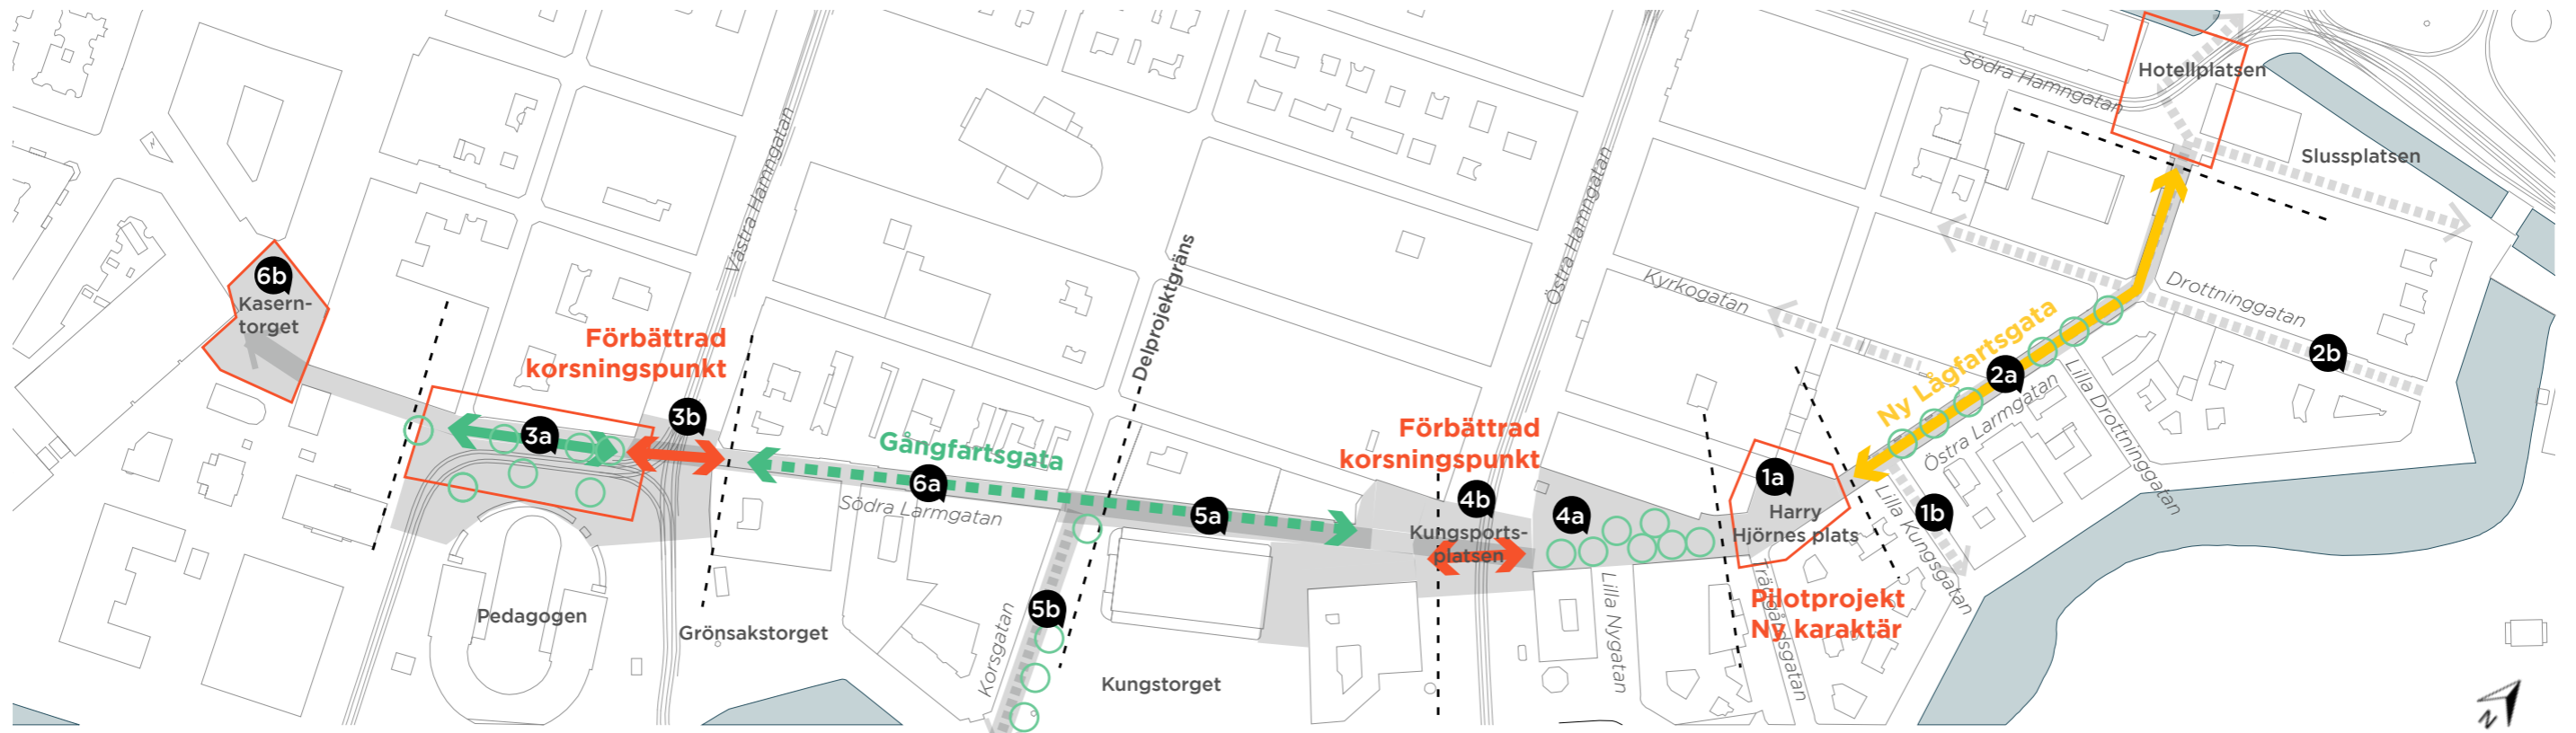 Södra Hamngatan
Hotellplatsen
Slussplatsen
Västra Hamngatan
Östra Hamngatan
Delprojektgräns
6b
Kasern-
torget
Kyrkogatan
Drottninggatan
2b
Förbättrad
korsningspunkt
Ny Lågfartsgata
2a
Östra Larmgatan
Lilla Drottninggatan
3a
3b
Gångfartsgata
6a
Södra Larmgatan
5a
Förbättrad
korsningspunkt
4b
Kungsports-
platsen
4a
1a
Harry
Hjörnes plats
1b
Lilla Kungsgatan
Pedagogen
Grönsakstorget
Korsgatan
5b
Kungstorget
Lilla Nygatan
Trädgårdsgatan
Pilotprojekt
Ny karaktär
N